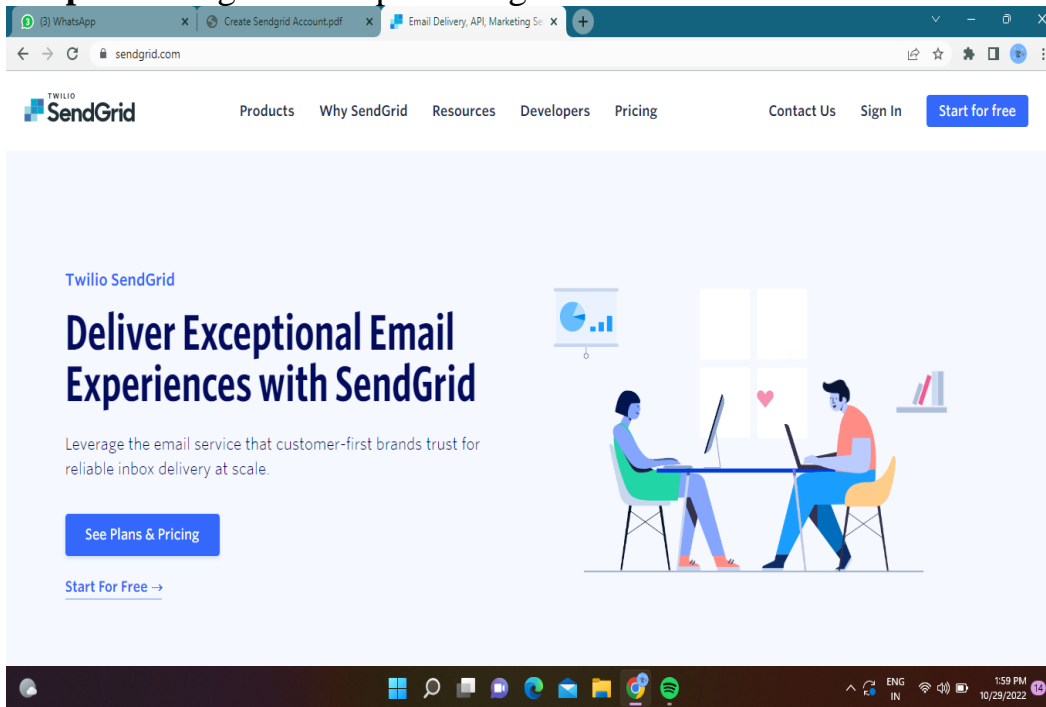 (3) WhatsApp
Create Sendgrid Account.pdf
Email Delivery, API, Marketing Se
sendgrid.com
TWILIO
SendGrid
Products Why SendGrid Resources Developers Pricing Contact Us Sign In Start for free
Twilio SendGrid
Deliver Exceptional Email
Experiences with SendGrid
Leverage the email service that customer-first brands trust for
reliable inbox delivery at scale.
See Plans & Pricing
Start For Free →
ENG
IN
1:59 PM
10/29/2022
14